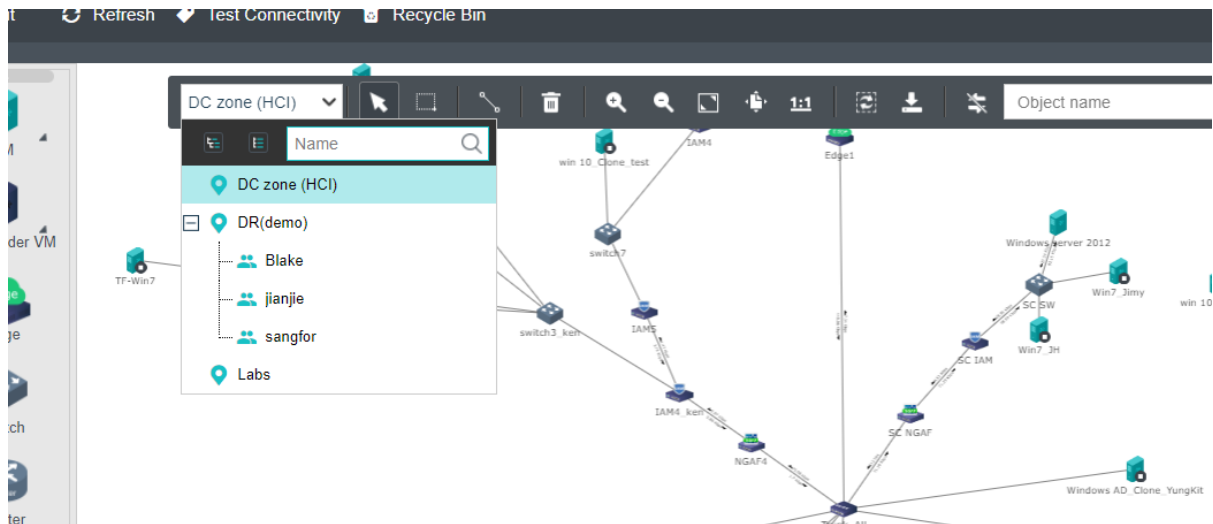 Refresh Test Connectivity Recycle Bin
DC zone (HCI)
1:1
Object name
Name
DC zone (HCI)
DR(demo)
Blake
jianjie
sangfor
Labs
der VM
TF-Win7
win 10_Clone_test
IAM4
Edge1
switch7
switch3_ken
IAM5
IAM4_ken
NGAF4
Windows server 2012
SC SW
Win7_Jimy
win 10
Win7_JH
SC IAM
SC NGAF
Windows AD_Clone_YungKit